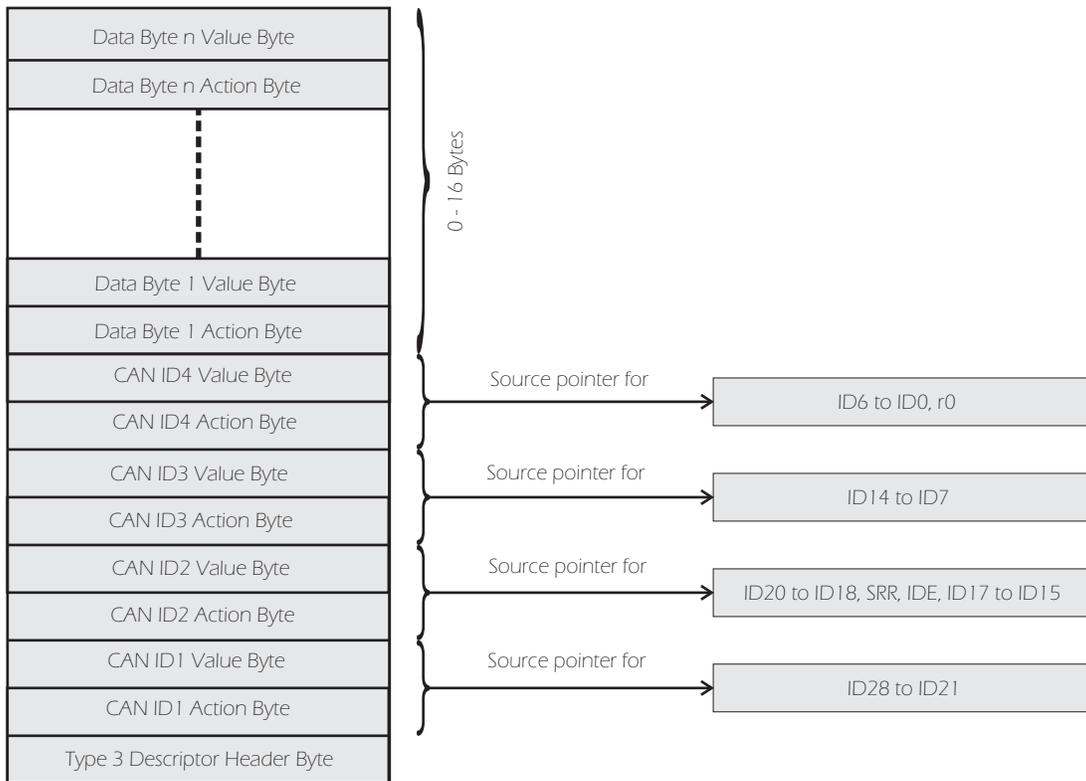 Data Byte n Value Byte
Data Byte n Action Byte
0 - 16 Bytes
Data Byte 1 Value Byte
Data Byte 1 Action Byte
CAN ID4 Value Byte
Source pointer for
ID6 to ID0, r0
CAN ID4 Action Byte
CAN ID3 Value Byte
Source pointer for
ID14 to ID7
CAN ID3 Action Byte
CAN ID2 Value Byte
Source pointer for
ID20 to ID18, SRR, IDE, ID17 to ID15
CAN ID2 Action Byte
CAN ID1 Value Byte
Source pointer for
ID28 to ID21
CAN ID1 Action Byte
Type 3 Descriptor Header Byte